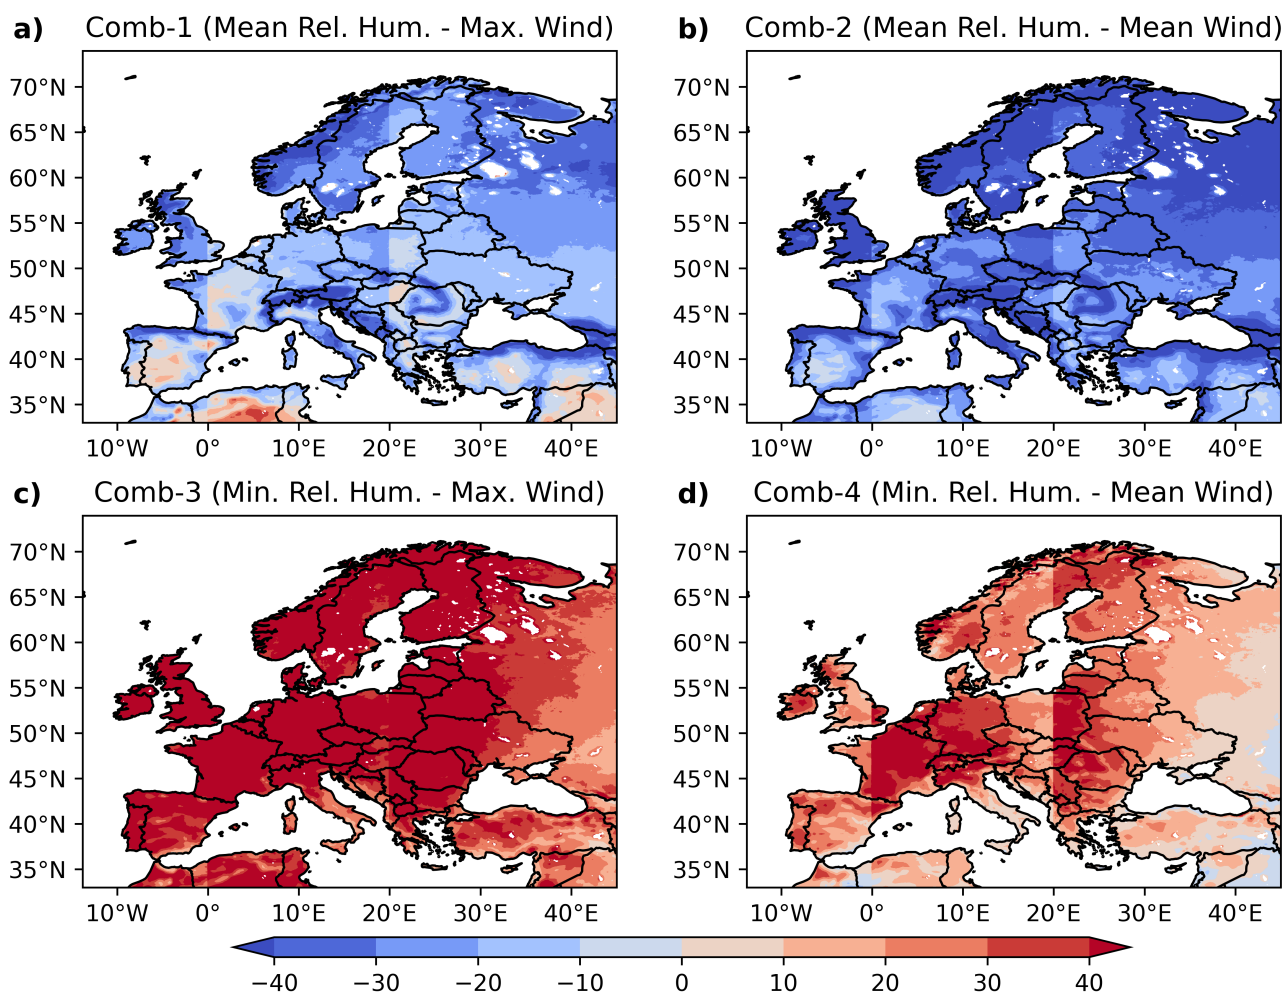 a) Comb-1 (Mean Rel. Hum. - Max. Wind)
b) Comb-2 (Mean Rel. Hum. - Mean Wind)
70°N
65°N
60°N
55°N
50°N
45°N
40°N
35°N
10°W 0° 10°E 20°E 30°E 40°E
70°N
65°N
60°N
55°N
50°N
45°N
40°N
35°N
10°W 0° 10°E 20°E 30°E 40°E
c) Comb-3 (Min. Rel. Hum. - Max. Wind)
d) Comb-4 (Min. Rel. Hum. - Mean Wind)
70°N
65°N
60°N
55°N
50°N
45°N
40°N
35°N
10°W 0° 10°E 20°E 30°E 40°E
70°N
65°N
60°N
55°N
50°N
45°N
40°N
35°N
10°W 0° 10°E 20°E 30°E 40°E
−40 −30 −20 −10 0 10 20 30 40